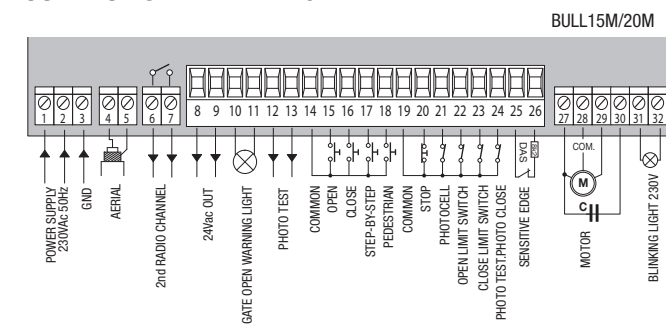 BULL15M/20M
1 2 3 4 5 6 7 8 9 10 11 12 13 14 15 16 17 18 19 20 21 22 23 24 25 26 27 28 29 30 31 32
POWER SUPPLY
230VAc 50Hz
GND
AERIAL
2nd RADIO CHANNEL
24Vac OUT
GATE OPEN WARNING LIGHT
PHOTO TEST
COMMON
OPEN
CLOSE
STEP-BY-STEP
PEDESTRIAN
COMMON
STOP
PHOTOCELL
OPEN LIMIT SWITCH
CLOSE LIMIT SWITCH
PHOTO TEST.PHOTO CLOSE
DAS
8k2
SENSITIVE EDGE
COM.
M
C
MOTOR
BLINKING LIGHT 230V